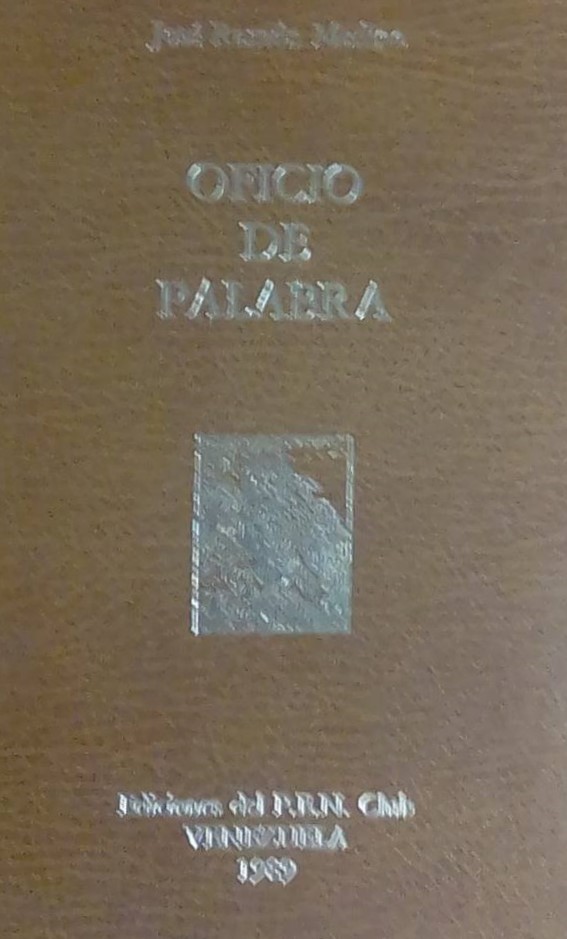 José Ramón Medina
OFICIO
DE
PALABRA
Ediciones del P.E.N. Club
VENEZUELA
1989